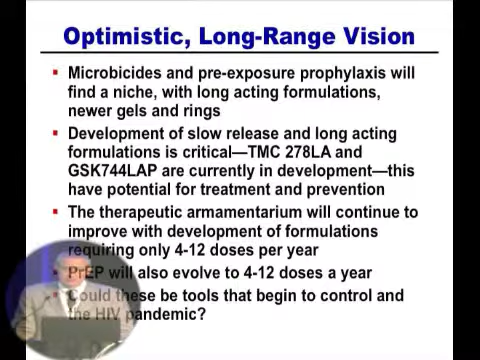 Optimistic, Long-Range Vision
Microbicides and pre-exposure prophylaxis will
find a niche, with long acting formulations,
newer gels and rings
Development of slow release and long acting
formulations is critical—TMC 278LA and
GSK744LAP are currently in development—this
have potential for treatment and prevention
The therapeutic armamentarium will continue to
improve with development of formulations
requiring only 4-12 doses per year
PrEP will also evolve to 4-12 doses a year
Could these be tools that begin to control and
the HIV pandemic?